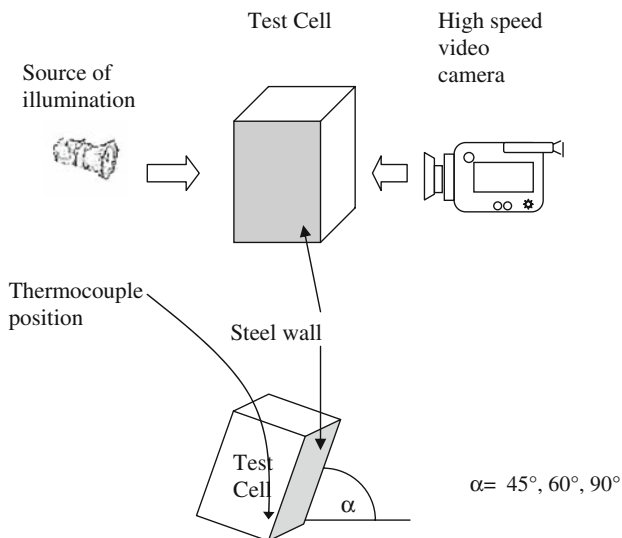 Test Cell
High speed
video
camera
Source of
illumination
Thermocouple
position
Steel wall
Test
Cell
α
α= 45°, 60°, 90°